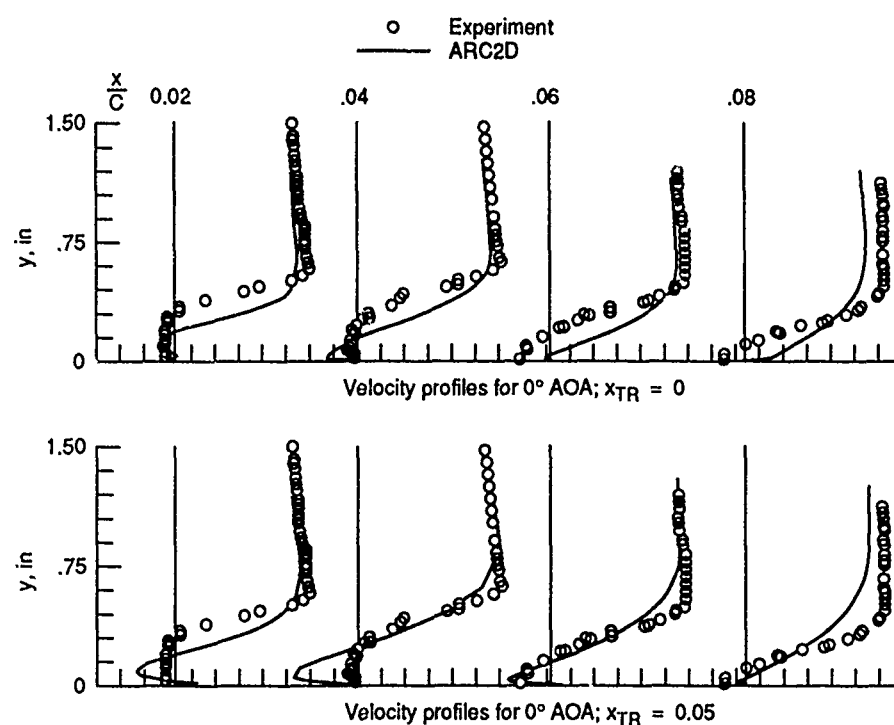 Experiment
ARC2D
x/C 0.02 .04 .06 .08
1.50
.75
0
y, in
Velocity profiles for 0° AOA; xTR = 0
1.50
.75
0
y, in
Velocity profiles for 0° AOA; xTR = 0.05